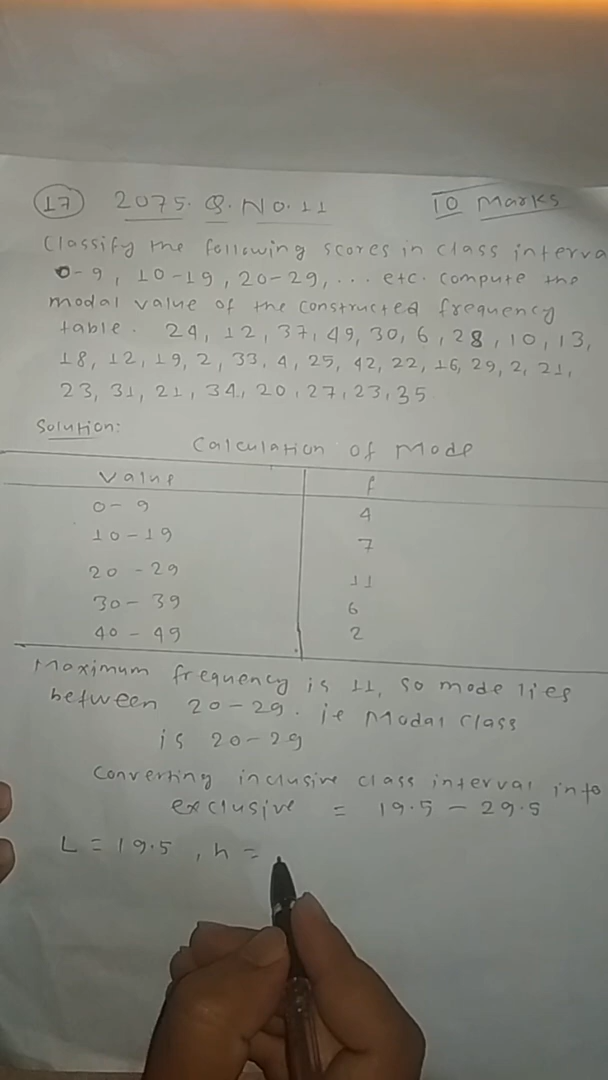 17 2075. Q. No. 11 10 Marks
Classify the following scores in class interva
0-9, 10-19, 20-29, ... etc. compute the
modal value of the constructed frequency
table. 24, 12, 37, 49, 30, 6, 28, 10, 13,
18, 12, 19, 2, 33, 4, 25, 42, 22, 16, 29, 2, 21,
23, 31, 21, 34, 20, 27, 23, 35
Solution:
Calculation of Mode
Value f
0-9 4
10-19 7
20-29 11
30-39 6
40-49 2
Maximum frequency is 11, so mode lies
between 20-29. ie Modal Class
is 20-29
Converting inclusive class interval into
exclusive = 19.5-29.5
L = 19.5, h =